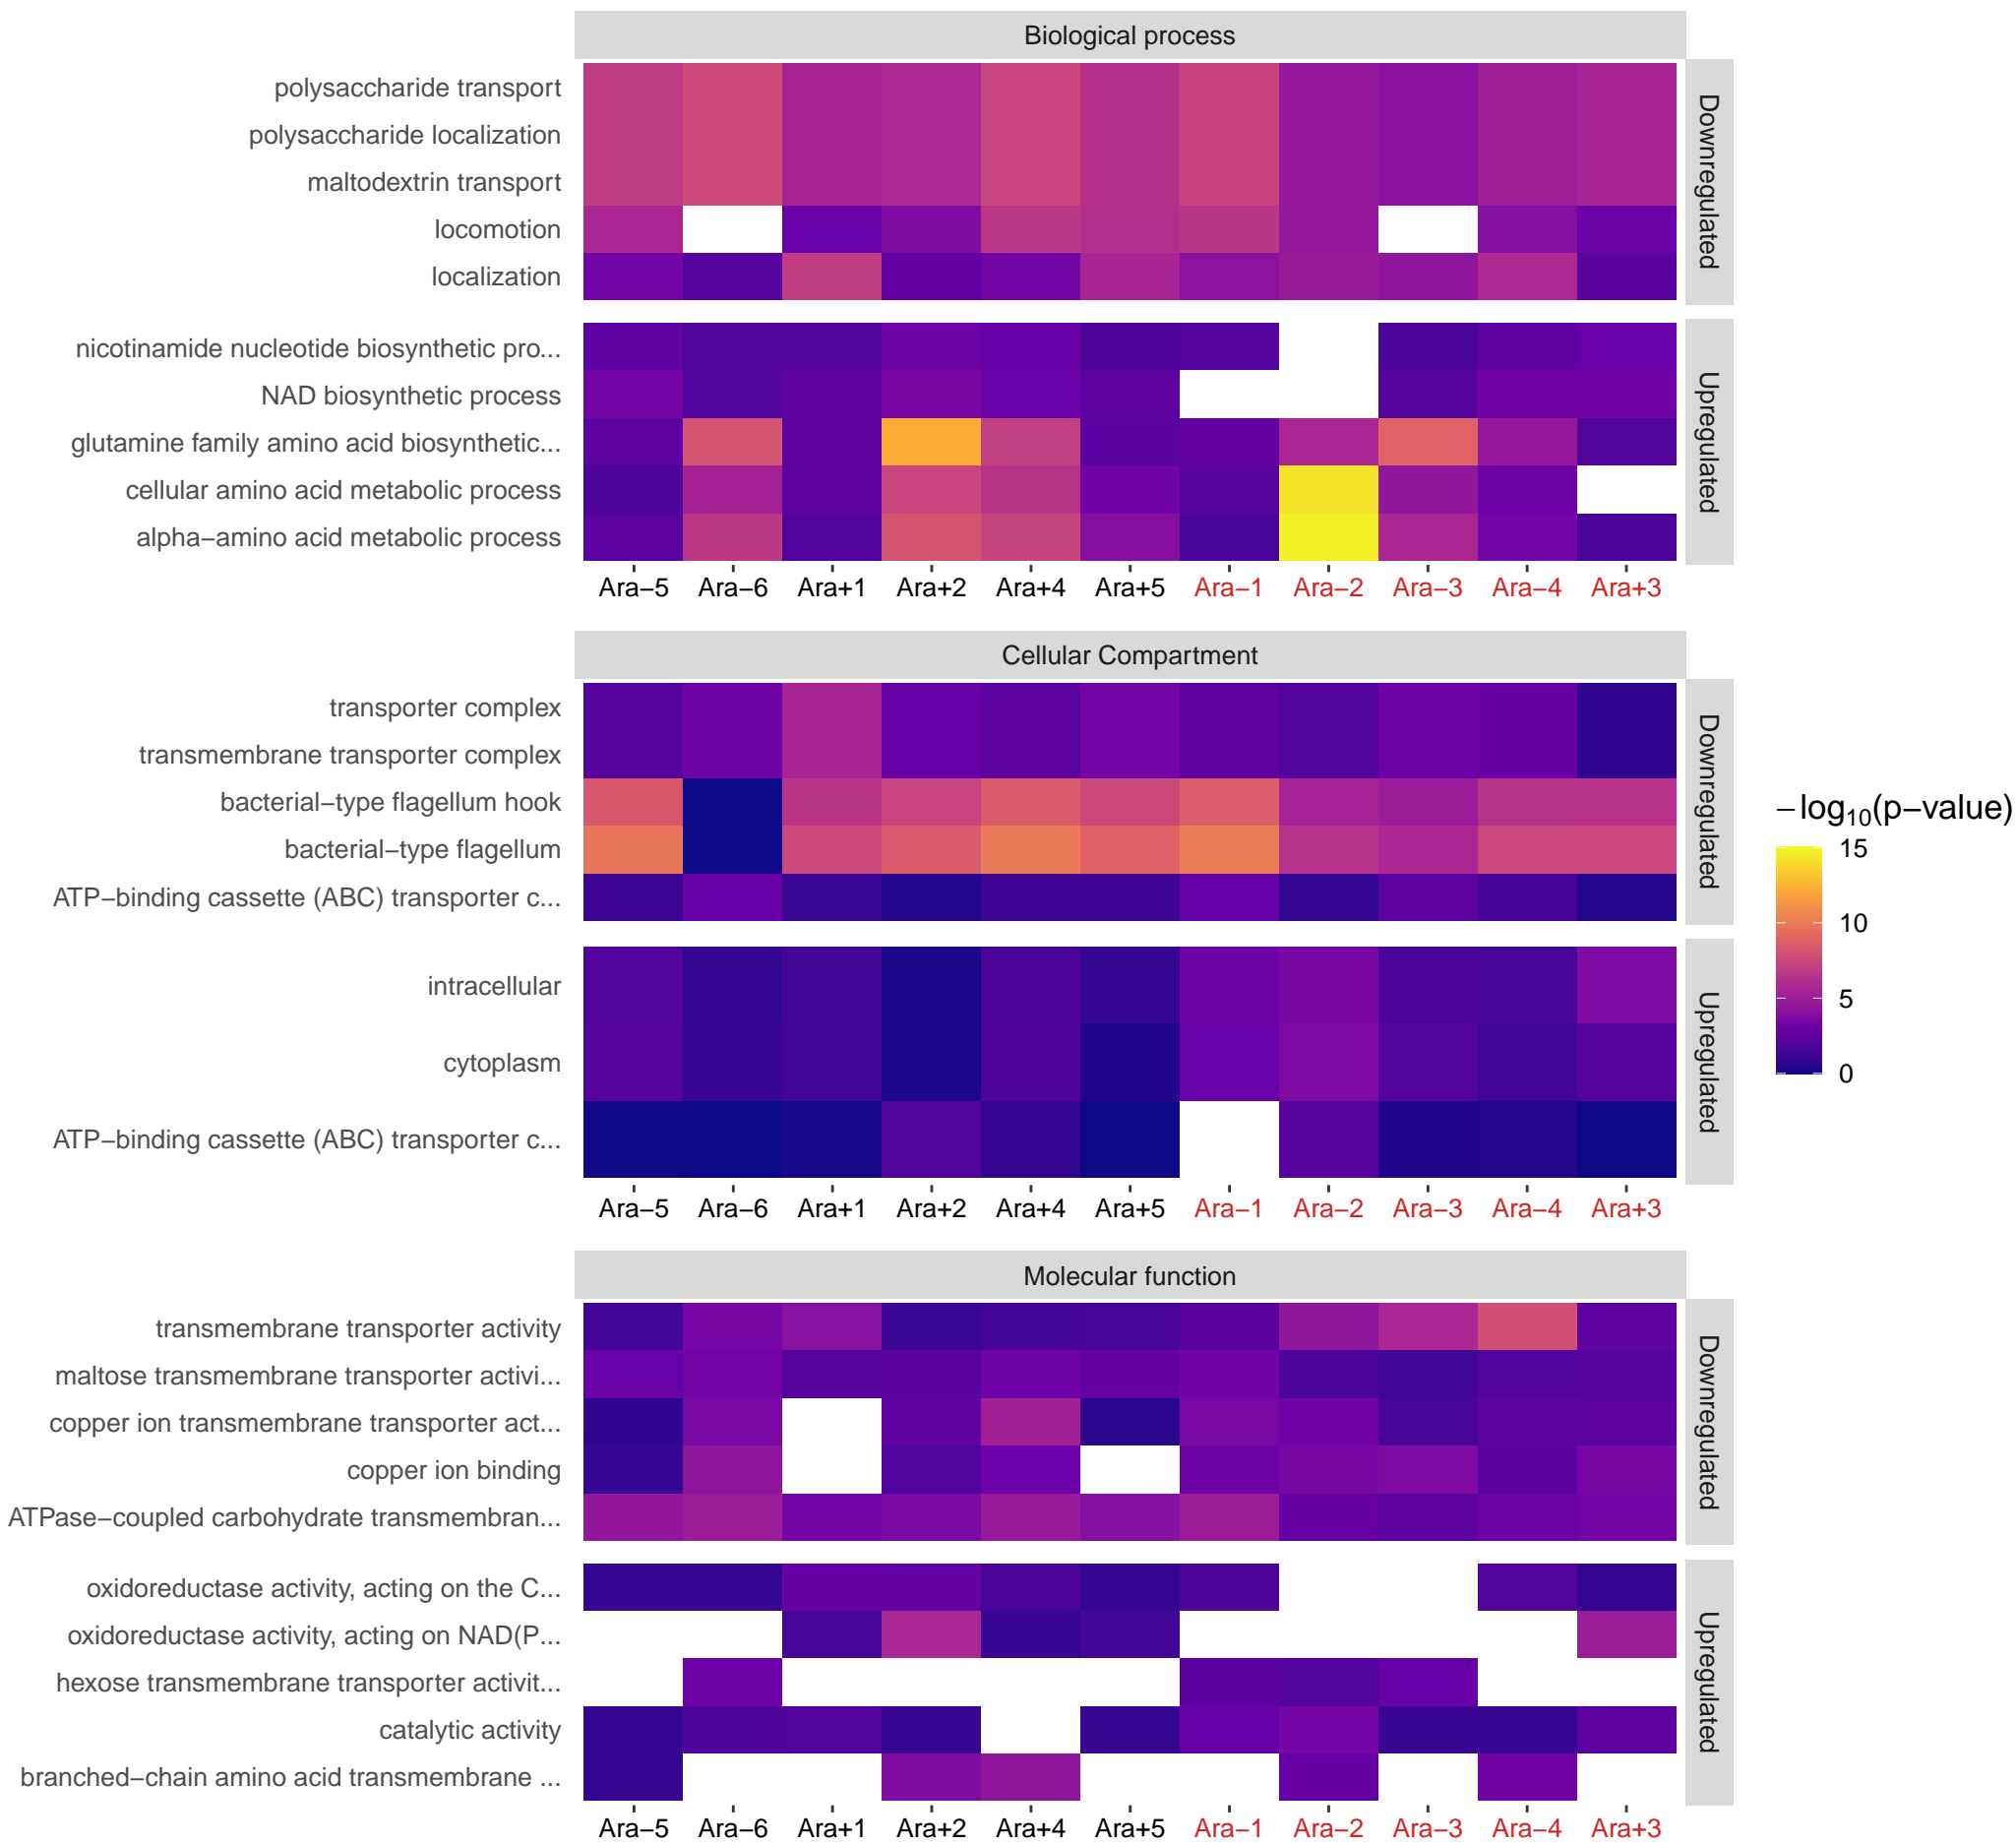 Biological process
polysaccharide transport
polysaccharide localization
maltodextrin transport
locomotion
localization
Downregulated
nicotinamide nucleotide biosynthetic pro...
NAD biosynthetic process
glutamine family amino acid biosynthetic...
cellular amino acid metabolic process
alpha−amino acid metabolic process
Upregulated
Ara−5 Ara−6 Ara+1 Ara+2 Ara+4 Ara+5 Ara−1 Ara−2 Ara−3 Ara−4 Ara+3
Cellular Compartment
transporter complex
transmembrane transporter complex
bacterial−type flagellum hook
bacterial−type flagellum
ATP−binding cassette (ABC) transporter c...
Downregulated
intracellular
cytoplasm
ATP−binding cassette (ABC) transporter c...
Upregulated
Ara−5 Ara−6 Ara+1 Ara+2 Ara+4 Ara+5 Ara−1 Ara−2 Ara−3 Ara−4 Ara+3
Molecular function
transmembrane transporter activity
maltose transmembrane transporter activi...
copper ion transmembrane transporter act...
copper ion binding
ATPase−coupled carbohydrate transmembran...
Downregulated
oxidoreductase activity, acting on the C...
oxidoreductase activity, acting on NAD(P...
hexose transmembrane transporter activit...
catalytic activity
branched−chain amino acid transmembrane ...
Upregulated
Ara−5 Ara−6 Ara+1 Ara+2 Ara+4 Ara+5 Ara−1 Ara−2 Ara−3 Ara−4 Ara+3
−log₁₀(p−value)
15
10
5
0